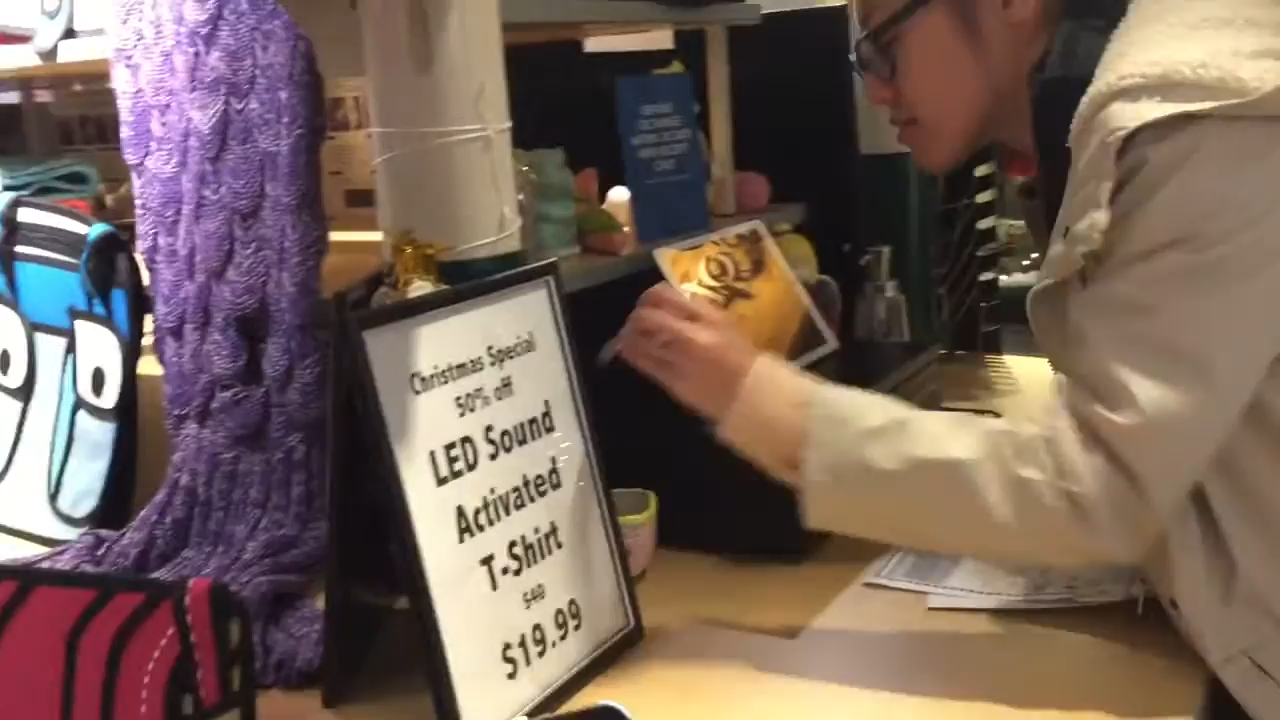 Christmas Special
50% off
LED Sound
Activated
T-Shirt
$40
$19.99